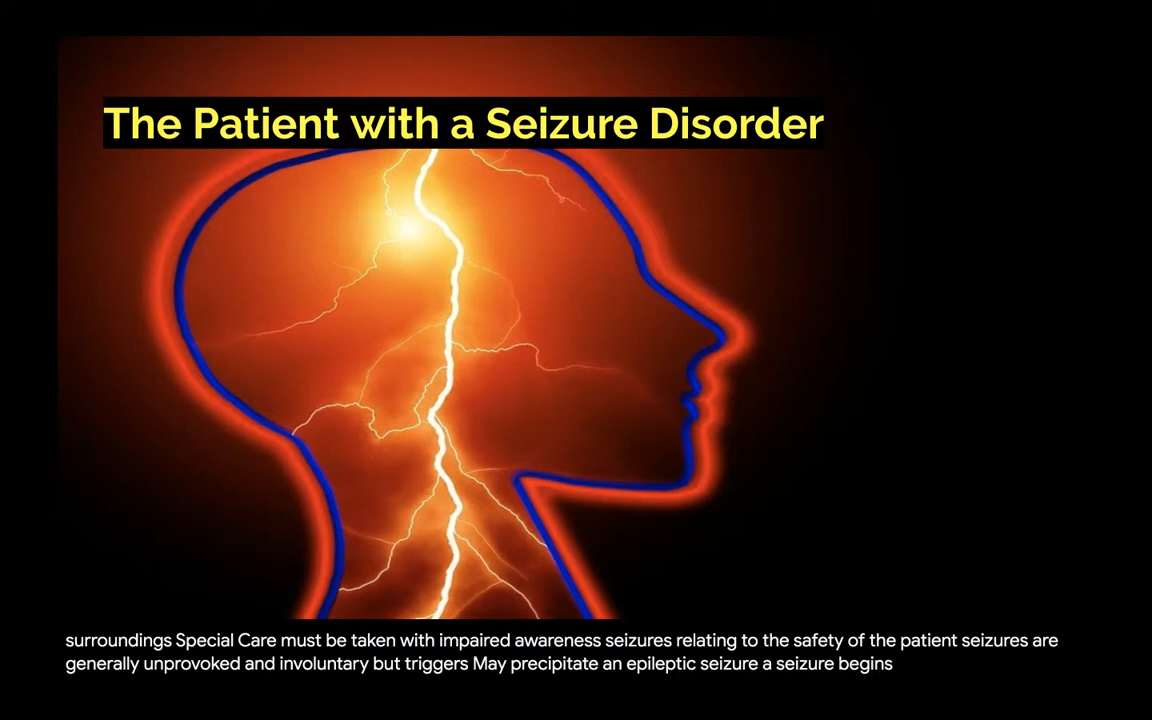 The Patient with a Seizure Disorder
surroundings Special Care must be taken with impaired awareness seizures relating to the safety of the patient seizures are
generally unprovoked and involuntary but triggers May precipitate an epileptic seizure a seizure begins